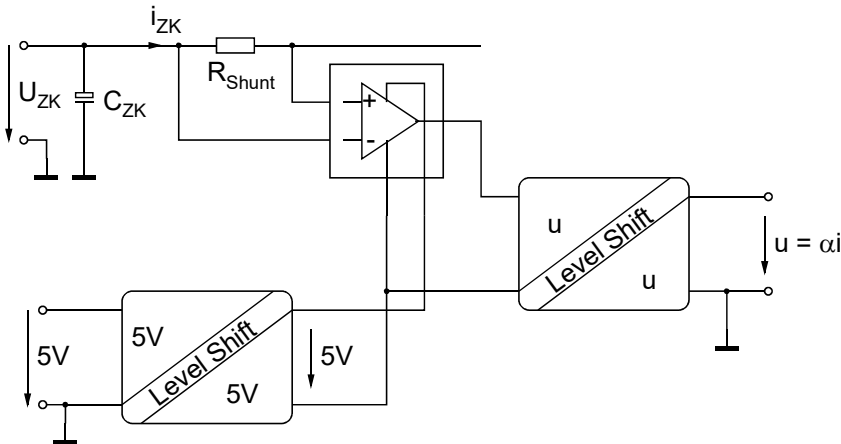 i_ZK
U_ZK
C_ZK
R_Shunt
+
-
u
Level Shift
u
u = αi
5V
5V
Level Shift
5V
5V